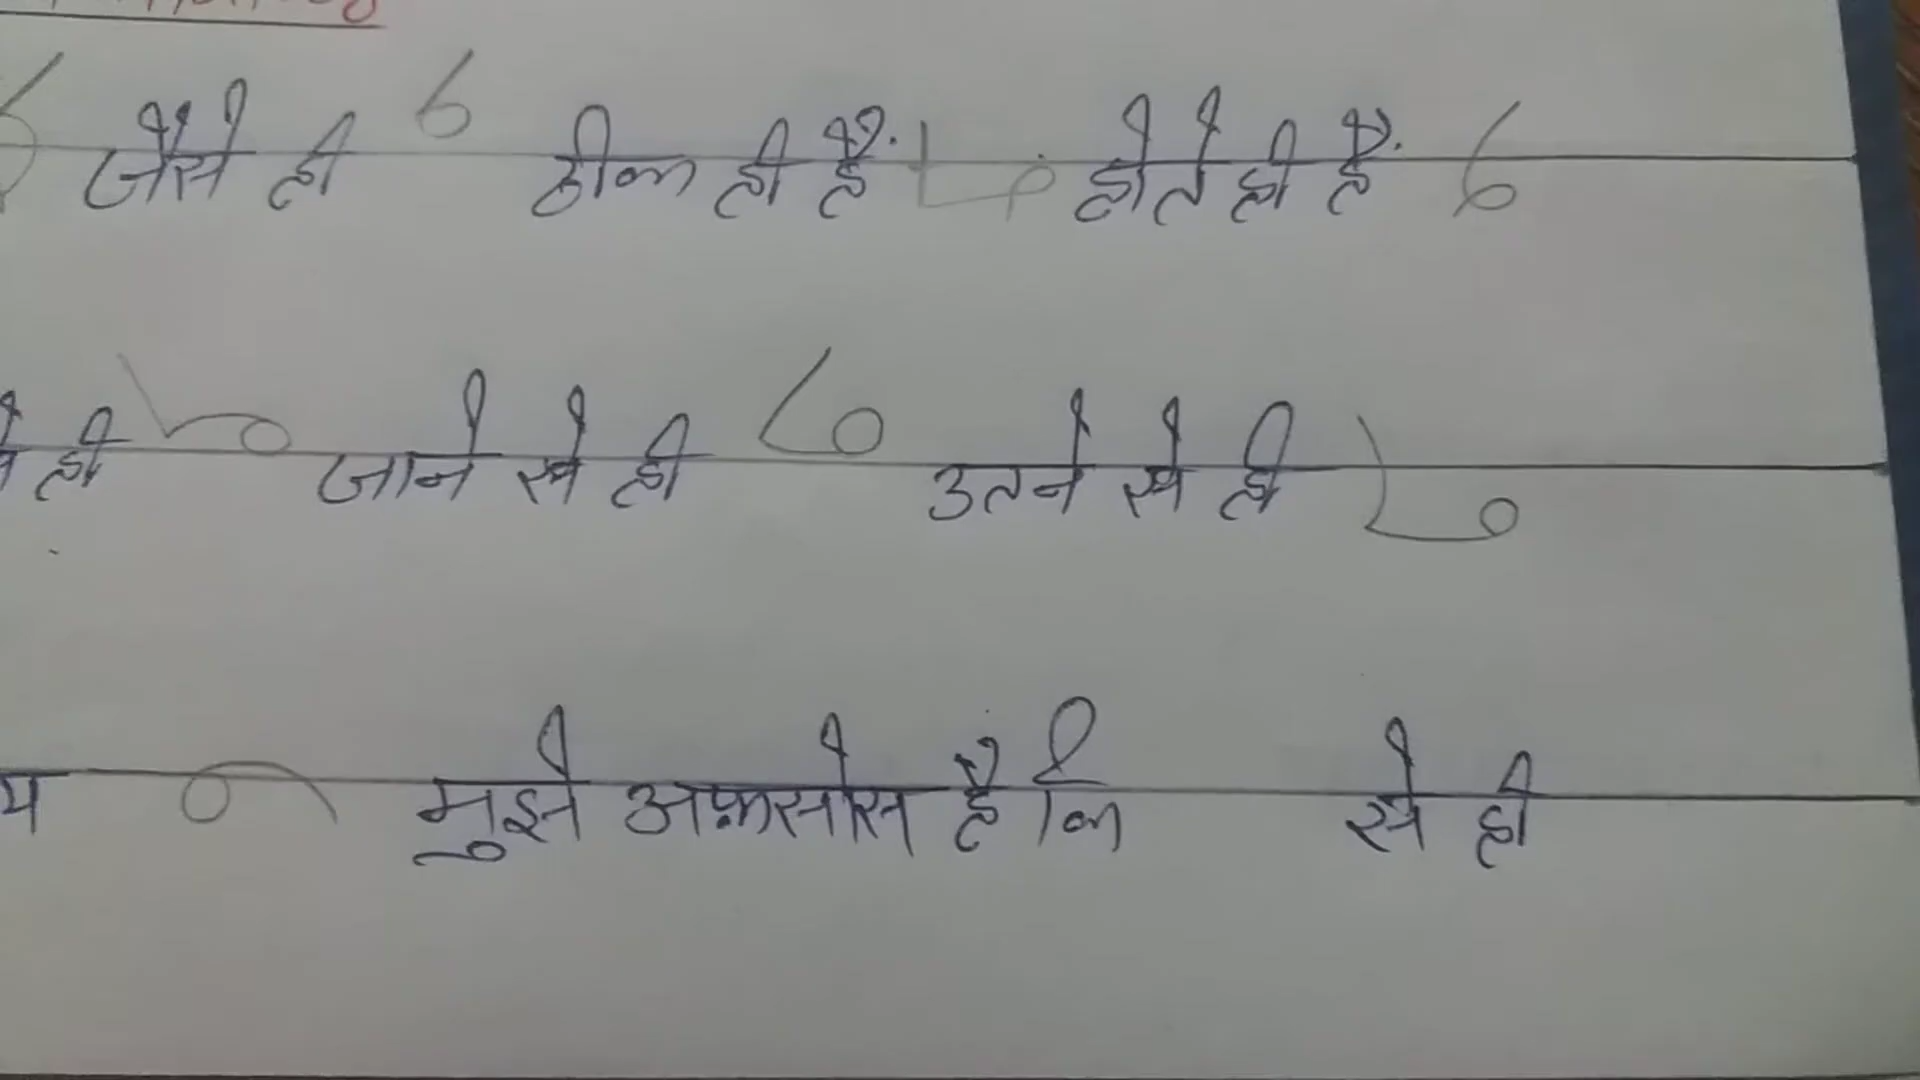 जैसे ही ठीक ही है. होते ही है.
ही जाने से ही उतने से ही
मुझे अफ़सोस है कि से ही